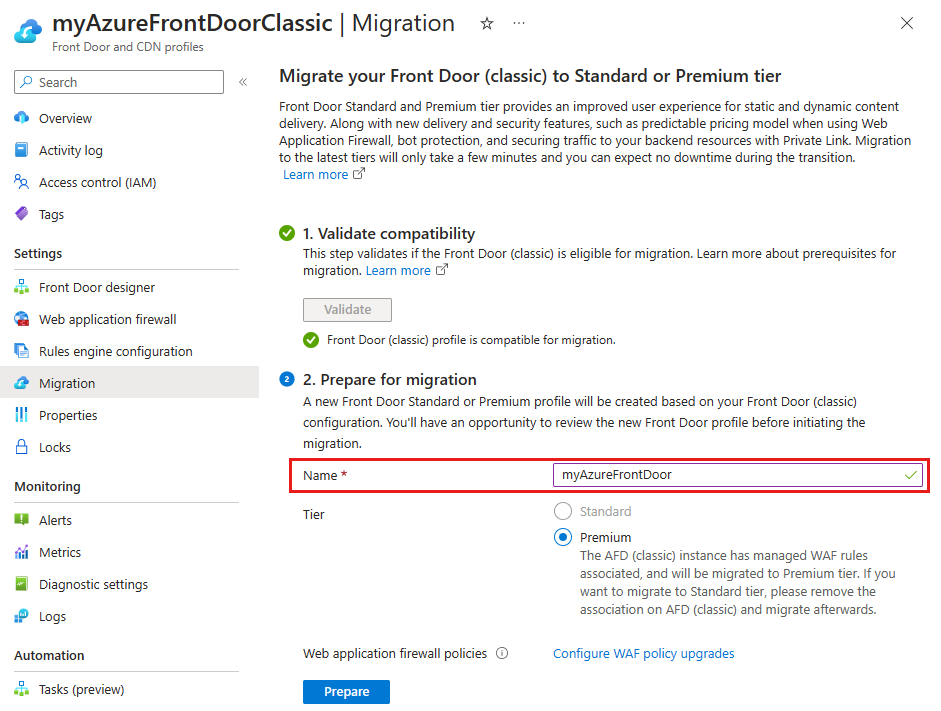 myAzureFrontDoorClassic | Migration
Front Door and CDN profiles
Search
Overview
Activity log
Access control (IAM)
Tags
Settings
Front Door designer
Web application firewall
Rules engine configuration
Migration
Properties
Locks
Monitoring
Alerts
Metrics
Diagnostic settings
Logs
Automation
Tasks (preview)
Migrate your Front Door (classic) to Standard or Premium tier
Front Door Standard and Premium tier provides an improved user experience for static and dynamic content
delivery. Along with new delivery and security features, such as predictable pricing model when using Web
Application Firewall, bot protection, and securing traffic to your backend resources with Private Link. Migration
to the latest tiers will only take a few minutes and you can expect no downtime during the transition.
Learn more
1. Validate compatibility
This step validates if the Front Door (classic) is eligible for migration. Learn more about prerequisites for
migration. Learn more
Validate
Front Door (classic) profile is compatible for migration.
2 2. Prepare for migration
A new Front Door Standard or Premium profile will be created based on your Front Door (classic)
configuration. You'll have an opportunity to review the new Front Door profile before initiating the
migration.
Name * myAzureFrontDoor
Tier
Standard
Premium
The AFD (classic) instance has managed WAF rules
associated, and will be migrated to Premium tier. If you
want to migrate to Standard tier, please remove the
association on AFD (classic) and migrate afterwards.
Web application firewall policies Configure WAF policy upgrades
Prepare